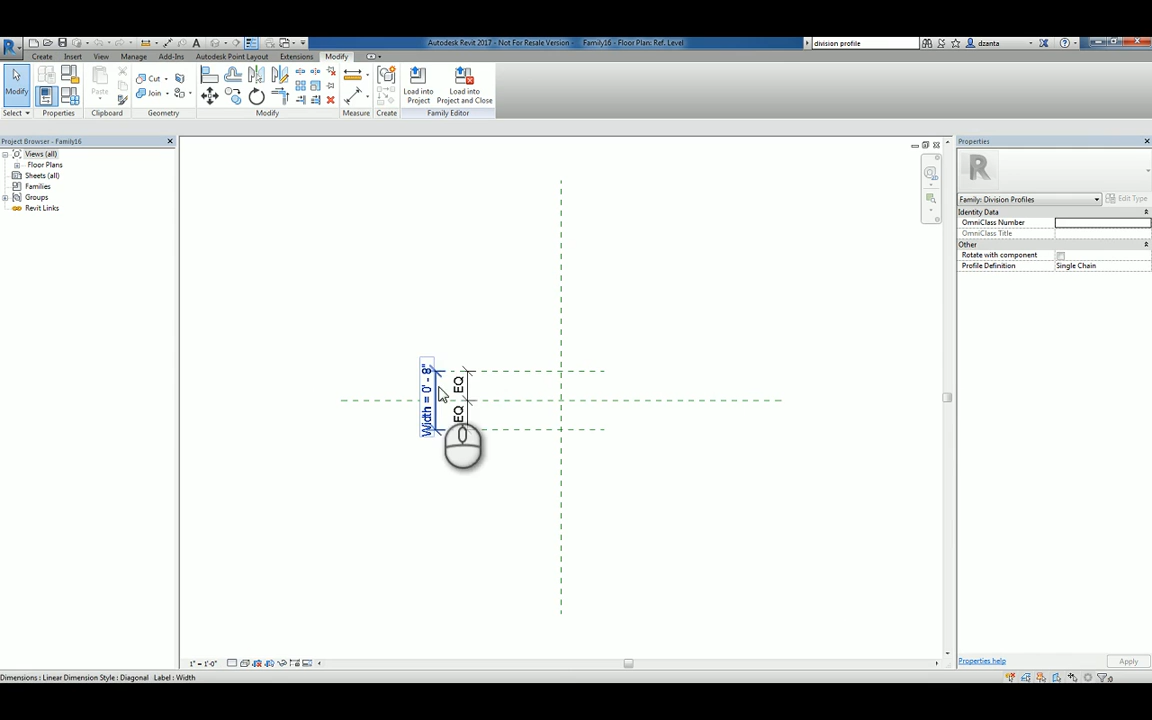 Autodesk Revit 2017 - Not For Resale Version - Family16 - Floor Plan: Ref. Level
division profile
dzanta
Create Insert View Manage Add-Ins Autodesk Point Layout Extensions Modify
Modify
Paste
Cut
Join
Load into Project
Load into Project and Close
Select Properties Clipboard Geometry Modify Measure Create Family Editor
Project Browser - Family16
Views (all)
Floor Plans
Sheets (all)
Families
Groups
Revit Links
Width = 0' - 8"
EQ
EQ
Properties
R
Family: Division Profiles
Edit Type
Identity Data
OmniClass Number
OmniClass Title
Other
Rotate with component
Profile Definition Single Chain
Properties help
Apply
1" = 1'-0"
Dimensions : Linear Dimension Style : Diagonal Label : Width
:0